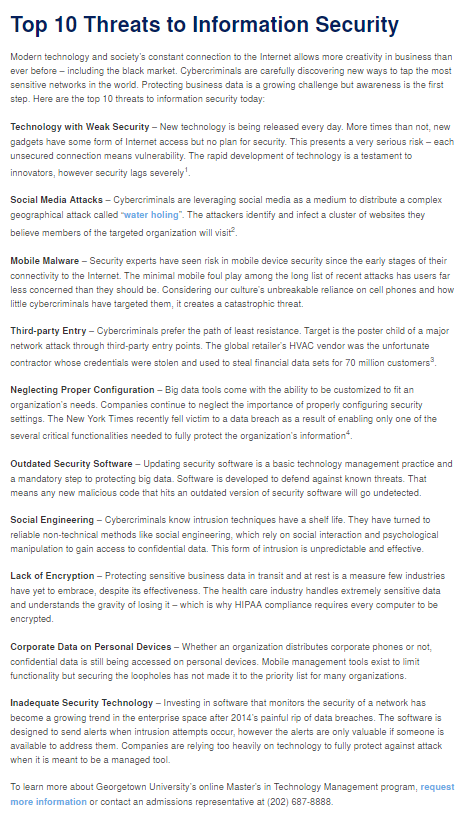 Top 10 Threats to Information Security
Modern technology and society's constant connection to the Internet allows more creativity in business than
ever before – including the black market. Cybercriminals are carefully discovering new ways to tap the most
sensitive networks in the world. Protecting business data is a growing challenge but awareness is the first
step. Here are the top 10 threats to information security today:
Technology with Weak Security – New technology is being released every day. More times than not, new
gadgets have some form of Internet access but no plan for security. This presents a very serious risk – each
unsecured connection means vulnerability. The rapid development of technology is a testament to
innovators, however security lags severely¹.
Social Media Attacks – Cybercriminals are leveraging social media as a medium to distribute a complex
geographical attack called “water holing”. The attackers identify and infect a cluster of websites they
believe members of the targeted organization will visit².
Mobile Malware – Security experts have seen risk in mobile device security since the early stages of their
connectivity to the Internet. The minimal mobile foul play among the long list of recent attacks has users far
less concerned than they should be. Considering our culture's unbreakable reliance on cell phones and how
little cybercriminals have targeted them, it creates a catastrophic threat.
Third-party Entry – Cybercriminals prefer the path of least resistance. Target is the poster child of a major
network attack through third-party entry points. The global retailer's HVAC vendor was the unfortunate
contractor whose credentials were stolen and used to steal financial data sets for 70 million customers³.
Neglecting Proper Configuration – Big data tools come with the ability to be customized to fit an
organization's needs. Companies continue to neglect the importance of properly configuring security
settings. The New York Times recently fell victim to a data breach as a result of enabling only one of the
several critical functionalities needed to fully protect the organization's information⁴.
Outdated Security Software – Updating security software is a basic technology management practice and
a mandatory step to protecting big data. Software is developed to defend against known threats. That
means any new malicious code that hits an outdated version of security software will go undetected.
Social Engineering – Cybercriminals know intrusion techniques have a shelf life. They have turned to
reliable non-technical methods like social engineering, which rely on social interaction and psychological
manipulation to gain access to confidential data. This form of intrusion is unpredictable and effective.
Lack of Encryption – Protecting sensitive business data in transit and at rest is a measure few industries
have yet to embrace, despite its effectiveness. The health care industry handles extremely sensitive data
and understands the gravity of losing it – which is why HIPAA compliance requires every computer to be
encrypted.
Corporate Data on Personal Devices – Whether an organization distributes corporate phones or not,
confidential data is still being accessed on personal devices. Mobile management tools exist to limit
functionality but securing the loopholes has not made it to the priority list for many organizations.
Inadequate Security Technology – Investing in software that monitors the security of a network has
become a growing trend in the enterprise space after 2014's painful rip of data breaches. The software is
designed to send alerts when intrusion attempts occur, however the alerts are only valuable if someone is
available to address them. Companies are relying too heavily on technology to fully protect against attack
when it is meant to be a managed tool.
To learn more about Georgetown University's online Master's in Technology Management program, request
more information or contact an admissions representative at (202) 687-8888.